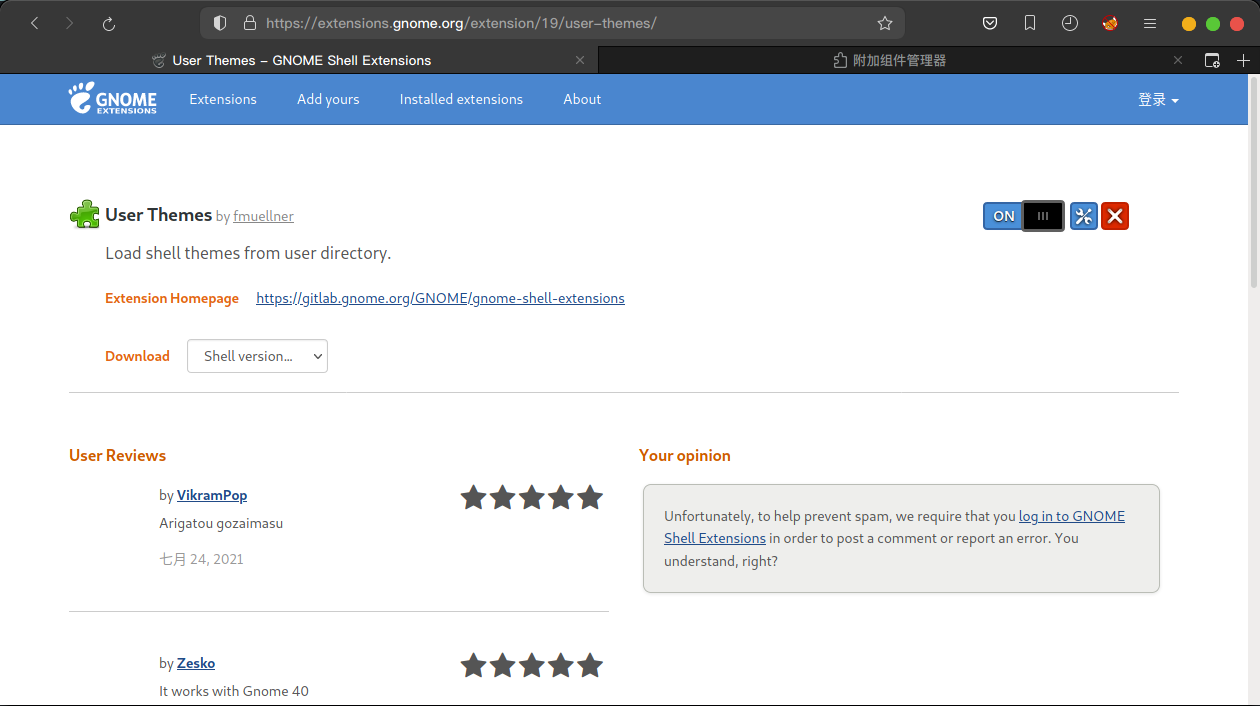 https://extensions.gnome.org/extension/19/user-themes/
User Themes – GNOME Shell Extensions
附加组件管理器
GNOME
EXTENSIONS
Extensions
Add yours
Installed extensions
About
登录
User Themes by fmuellner
ON
Load shell themes from user directory.
Extension Homepage https://gitlab.gnome.org/GNOME/gnome-shell-extensions
Download Shell version...
User Reviews
by VikramPop
Arigatou gozaimasu
七月 24, 2021
by Zesko
It works with Gnome 40
Your opinion
Unfortunately, to help prevent spam, we require that you log in to GNOME
Shell Extensions in order to post a comment or report an error. You
understand, right?